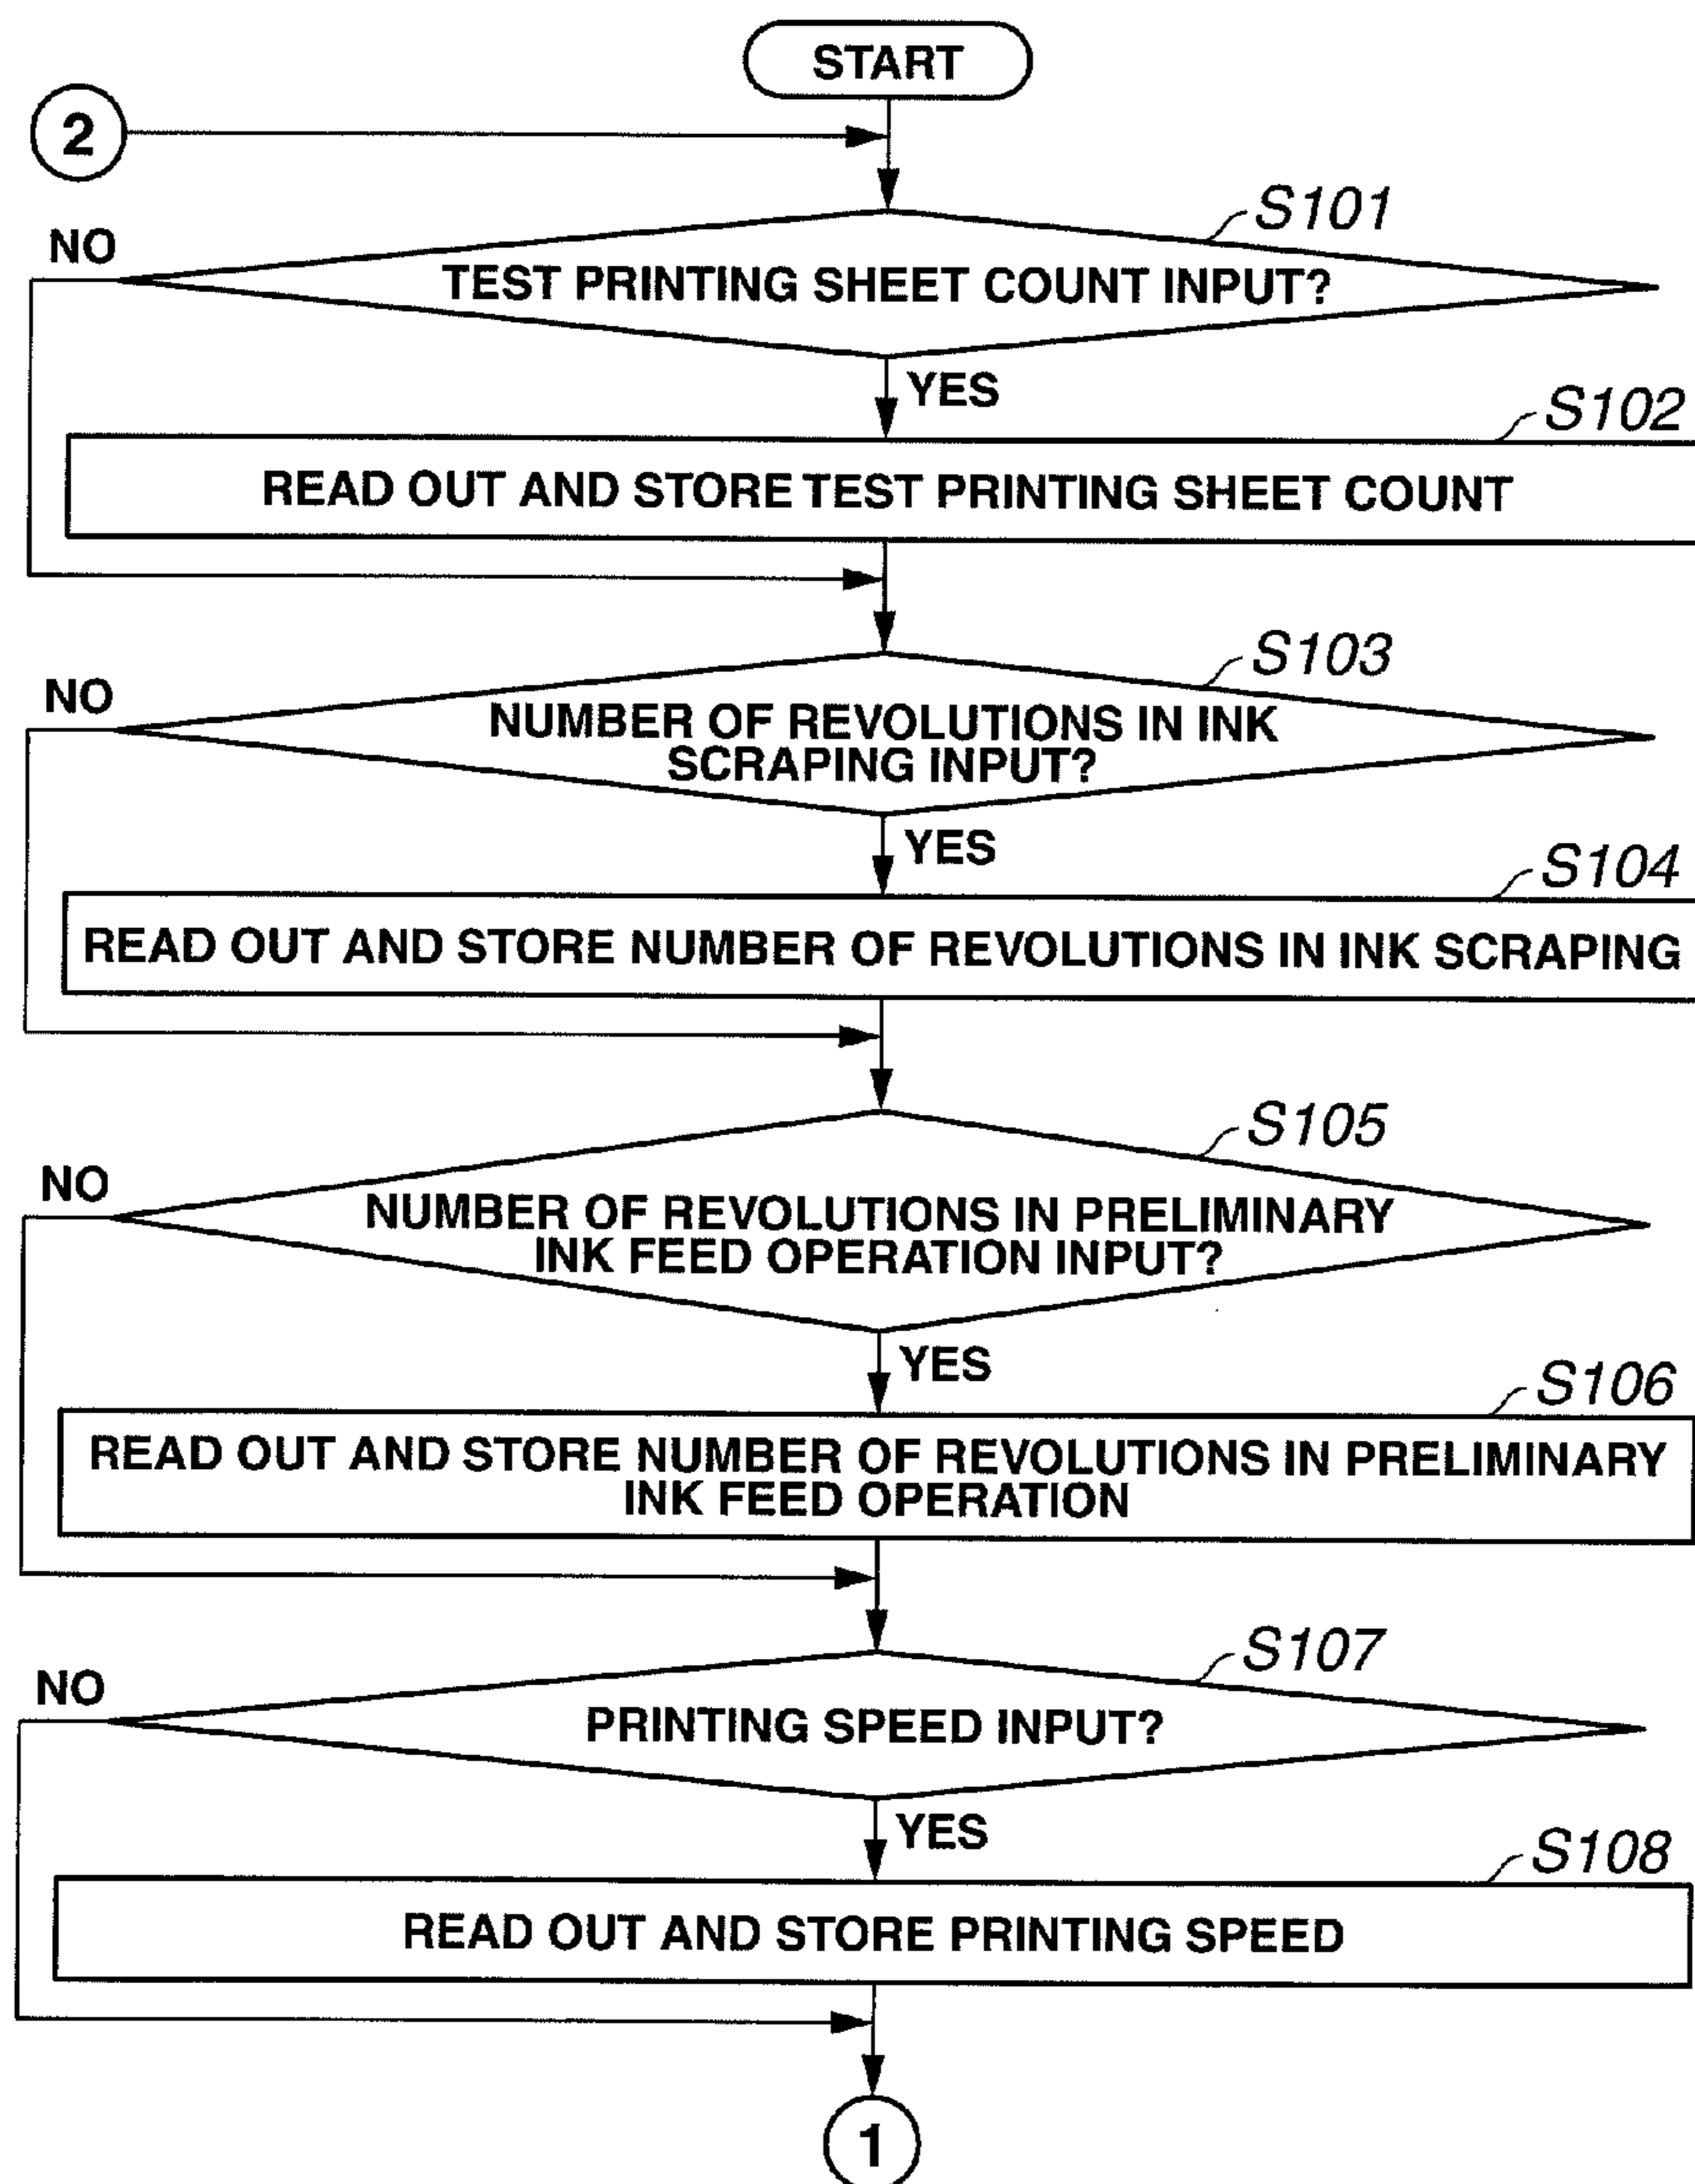 START
2
S101
NO
TEST PRINTING SHEET COUNT INPUT?
YES
S102
READ OUT AND STORE TEST PRINTING SHEET COUNT
S103
NO
NUMBER OF REVOLUTIONS IN INK
SCRAPING INPUT?
YES
S104
READ OUT AND STORE NUMBER OF REVOLUTIONS IN INK SCRAPING
S105
NO
NUMBER OF REVOLUTIONS IN PRELIMINARY
INK FEED OPERATION INPUT?
YES
S106
READ OUT AND STORE NUMBER OF REVOLUTIONS IN PRELIMINARY
INK FEED OPERATION
S107
NO
PRINTING SPEED INPUT?
YES
S108
READ OUT AND STORE PRINTING SPEED
1